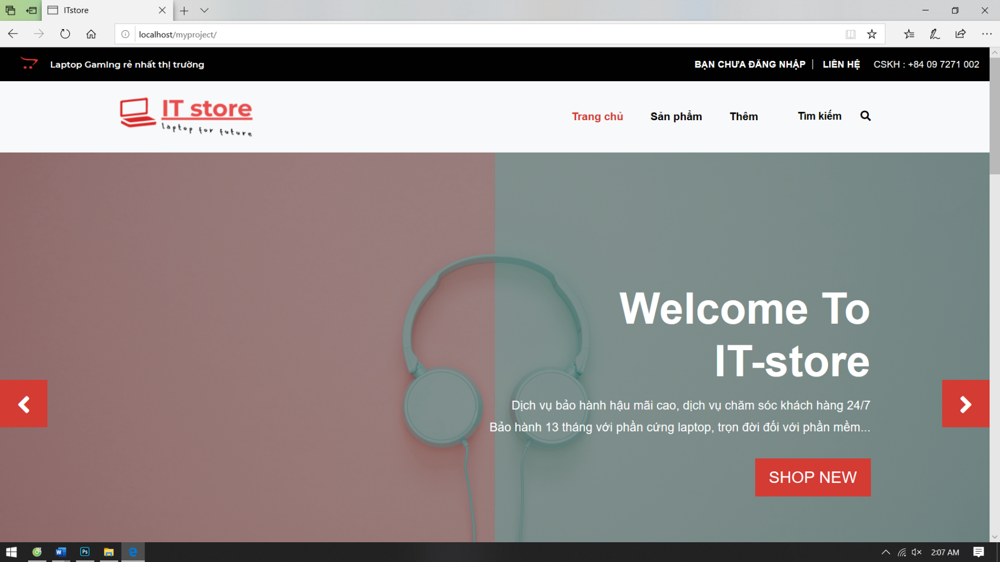 ITstore
localhost/myproject/
Laptop Gaming rẻ nhất thị trường
BẠN CHƯA ĐĂNG NHẬP | LIÊN HỆ CSKH : +84 09 7271 002
IT store
laptop for future
Trang chủ Sản phẩm Thêm Tìm kiếm
Welcome To
IT-store
Dịch vụ bảo hành hậu mãi cao, dịch vụ chăm sóc khách hàng 24/7
Bảo hành 13 tháng với phần cứng laptop, trọn đời đối với phần mềm...
SHOP NEW
W
Ps
2:07 AM